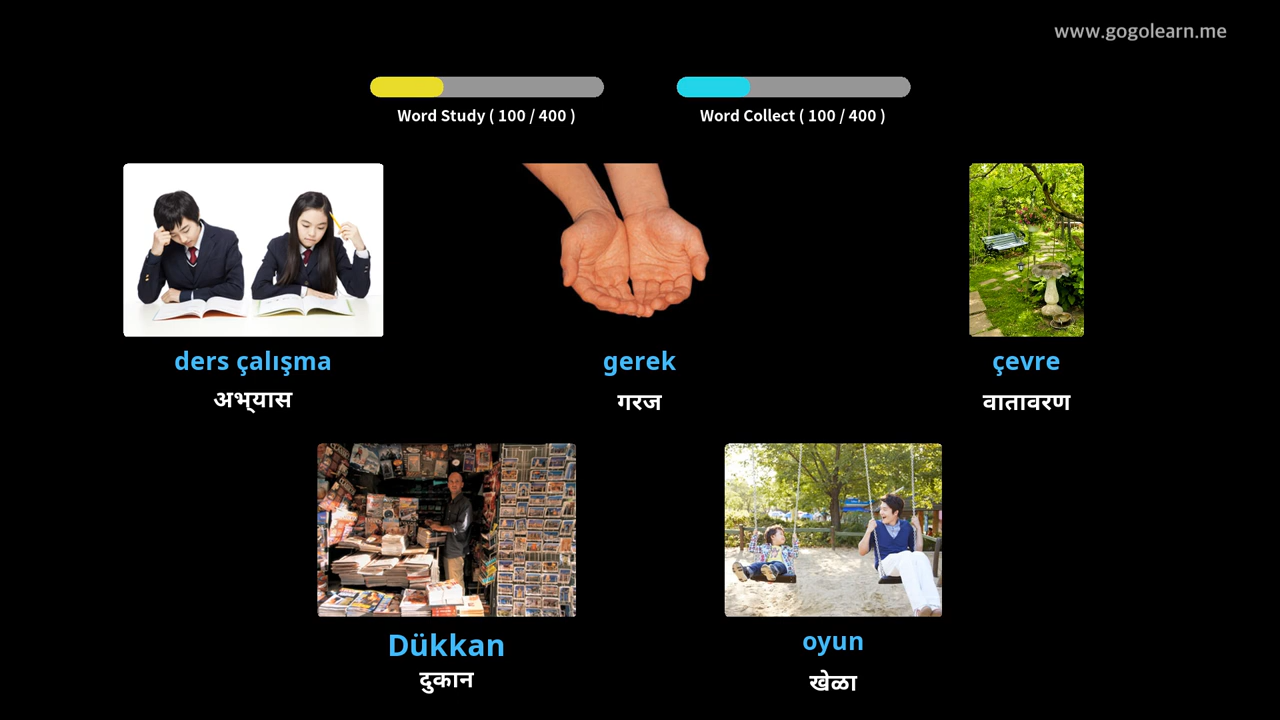 www.gogolearn.me
Word Study ( 100 / 400 )
Word Collect ( 100 / 400 )
ders çalışma
अभ्यास
gerek
गरज
çevre
वातावरण
Dükkan
दुकान
oyun
खेळा